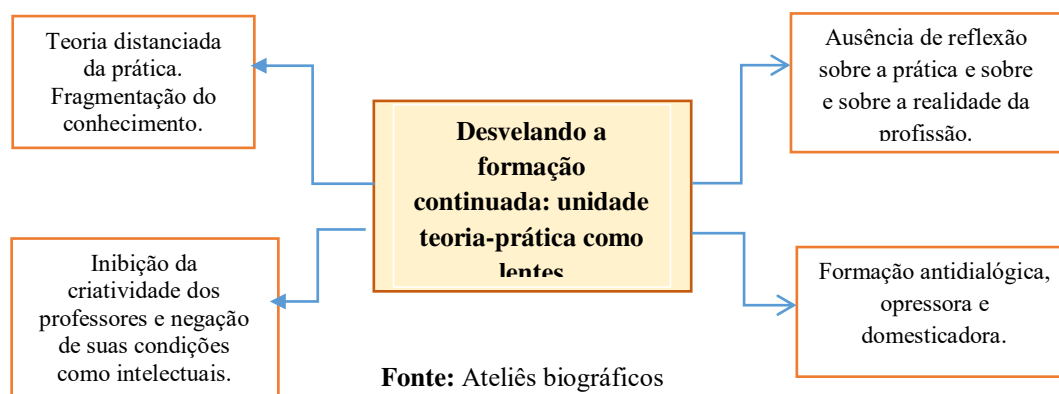 Teoria distanciada
da prática.
Fragmentação do
conhecimento.
Ausência de reflexão
sobre a prática e sobre
e sobre a realidade da
profissão.
Desvelando a
formação
continuada: unidade
teoria-prática como
lentes
Inibição da
criatividade dos
professores e negação
de suas condições
como intelectuais.
Formação antidialógica,
opressora e
domesticadora.
Fonte: Ateliês biográficos